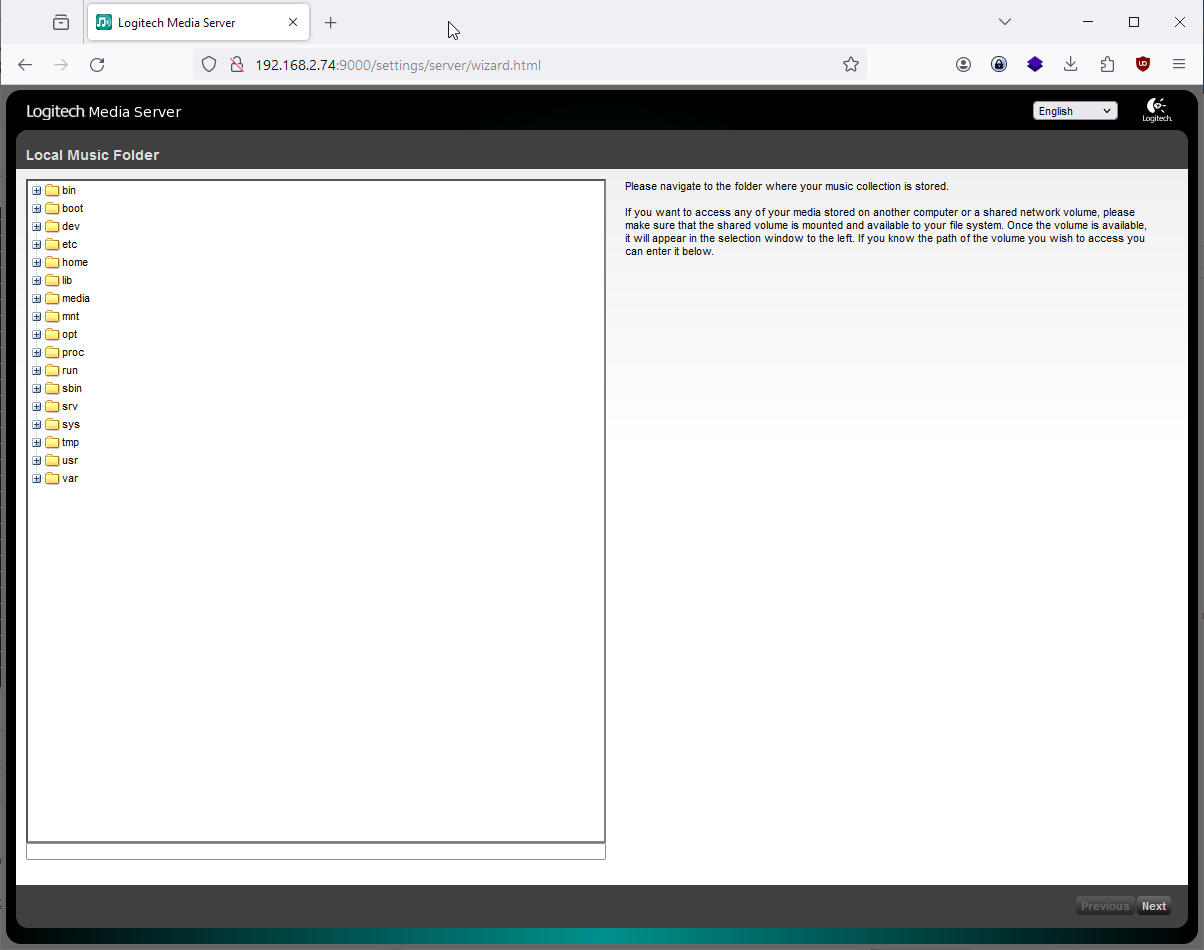 Logitech Media Server
192.168.2.74:9000/settings/server/wizard.html
Logitech Media Server
English
Logitech
Local Music Folder
bin
boot
dev
etc
home
lib
media
mnt
opt
proc
run
sbin
srv
sys
tmp
usr
var
Please navigate to the folder where your music collection is stored.
If you want to access any of your media stored on another computer or a shared network volume, please
make sure that the shared volume is mounted and available to your file system. Once the volume is available,
it will appear in the selection window to the left. If you know the path of the volume you wish to access you
can enter it below.
Previous Next